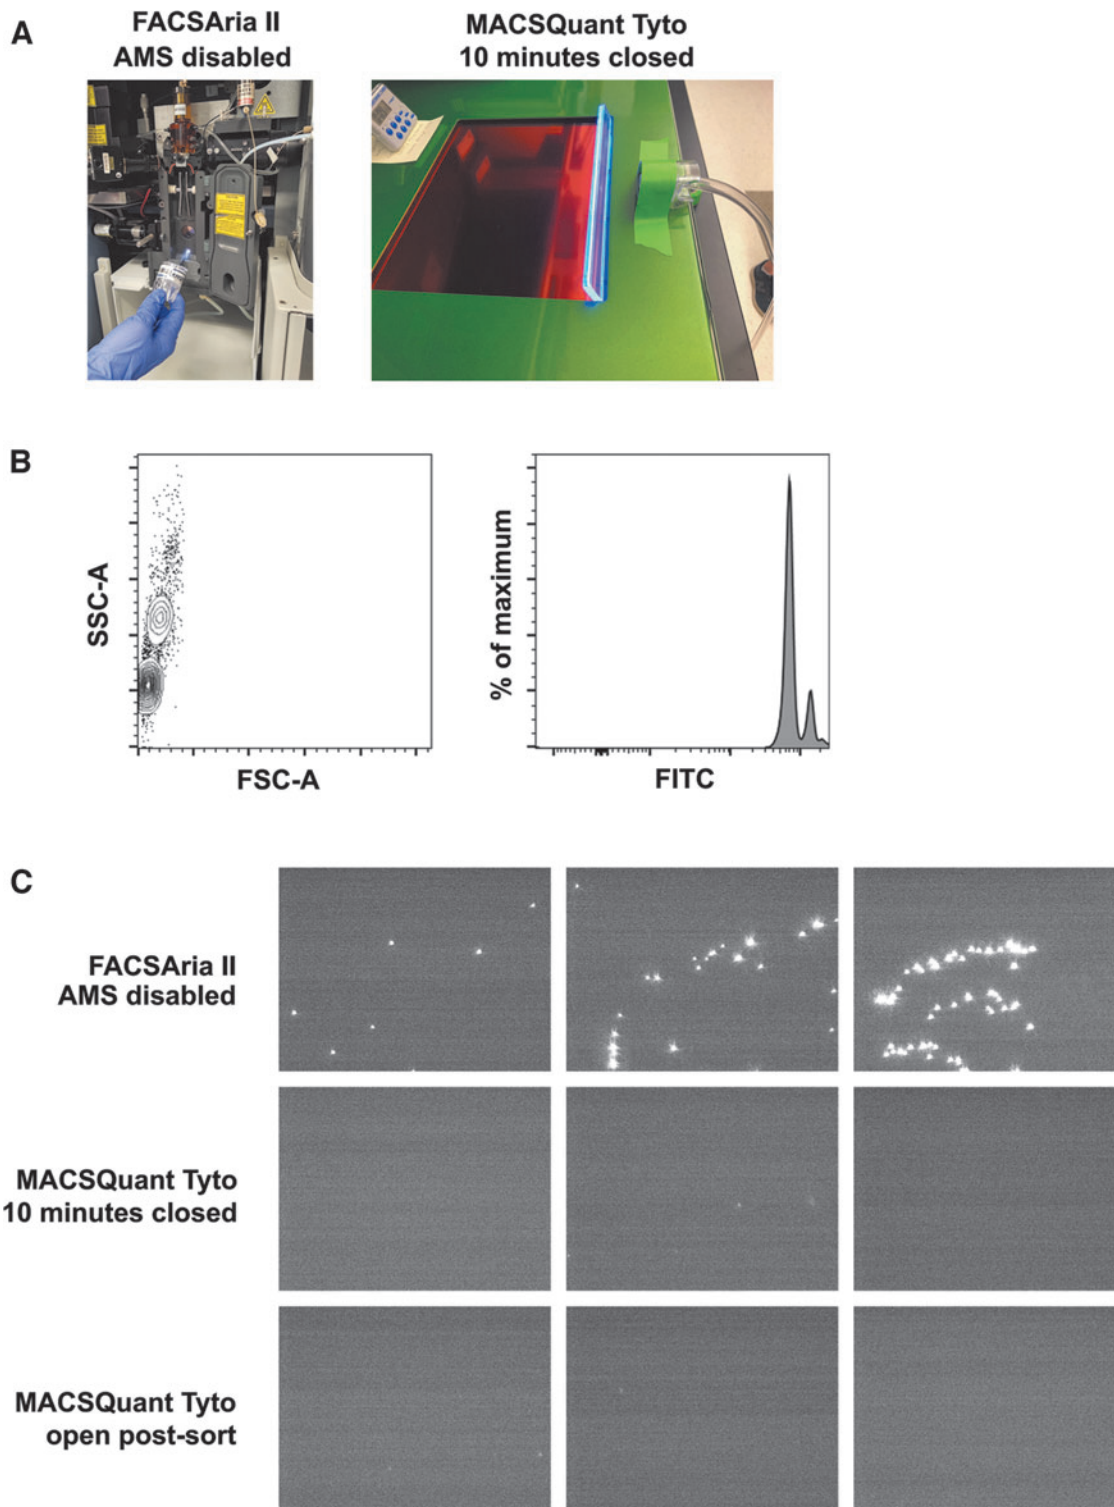 A
FACSAria II
AMS disabled
MACSQuant Tyto
10 minutes closed
B
SSC-A
FSC-A
% of maximum
FITC
C
FACSAria II
AMS disabled
MACSQuant Tyto
10 minutes closed
MACSQuant Tyto
open post-sort